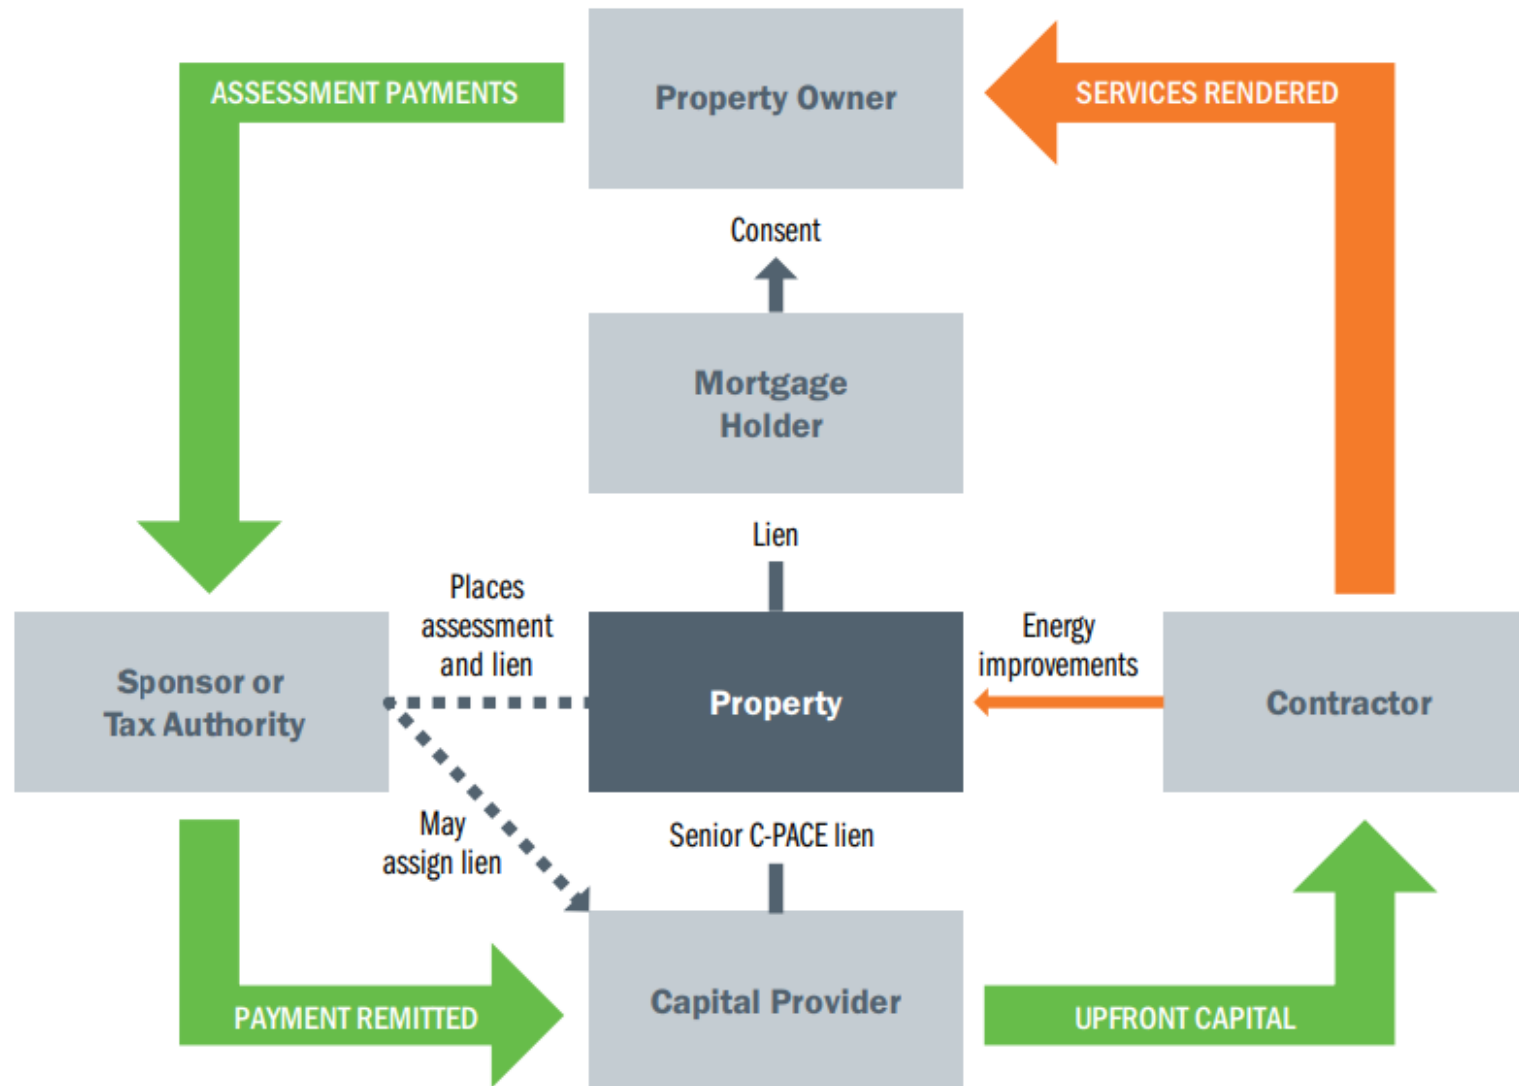 ASSESSMENT PAYMENTS
Property Owner
SERVICES RENDERED
Consent
Mortgage
Holder
Lien
Places
assessment
and lien
Energy
improvements
Sponsor or
Tax Authority
Property
Contractor
May
assign lien
Senior C-PACE lien
Capital Provider
PAYMENT REMITTED
UPFRONT CAPITAL